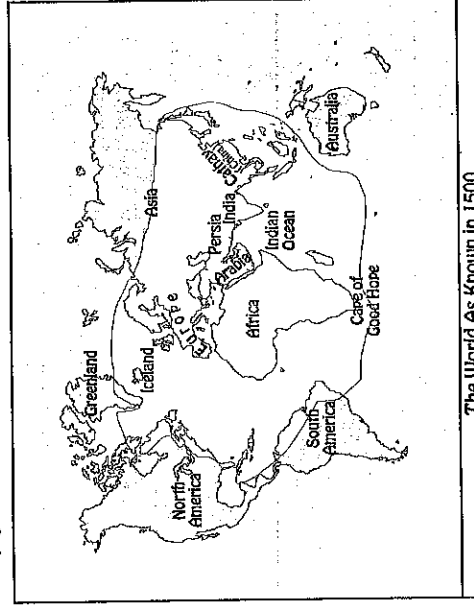 Greenland
Iceland
Europe
Asia
North
America
Persia
India
Cathay
(China)
Arabia
Africa
Indian
Ocean
South
America
Cape of
Good Hope
Australia
The World As Known in 1500